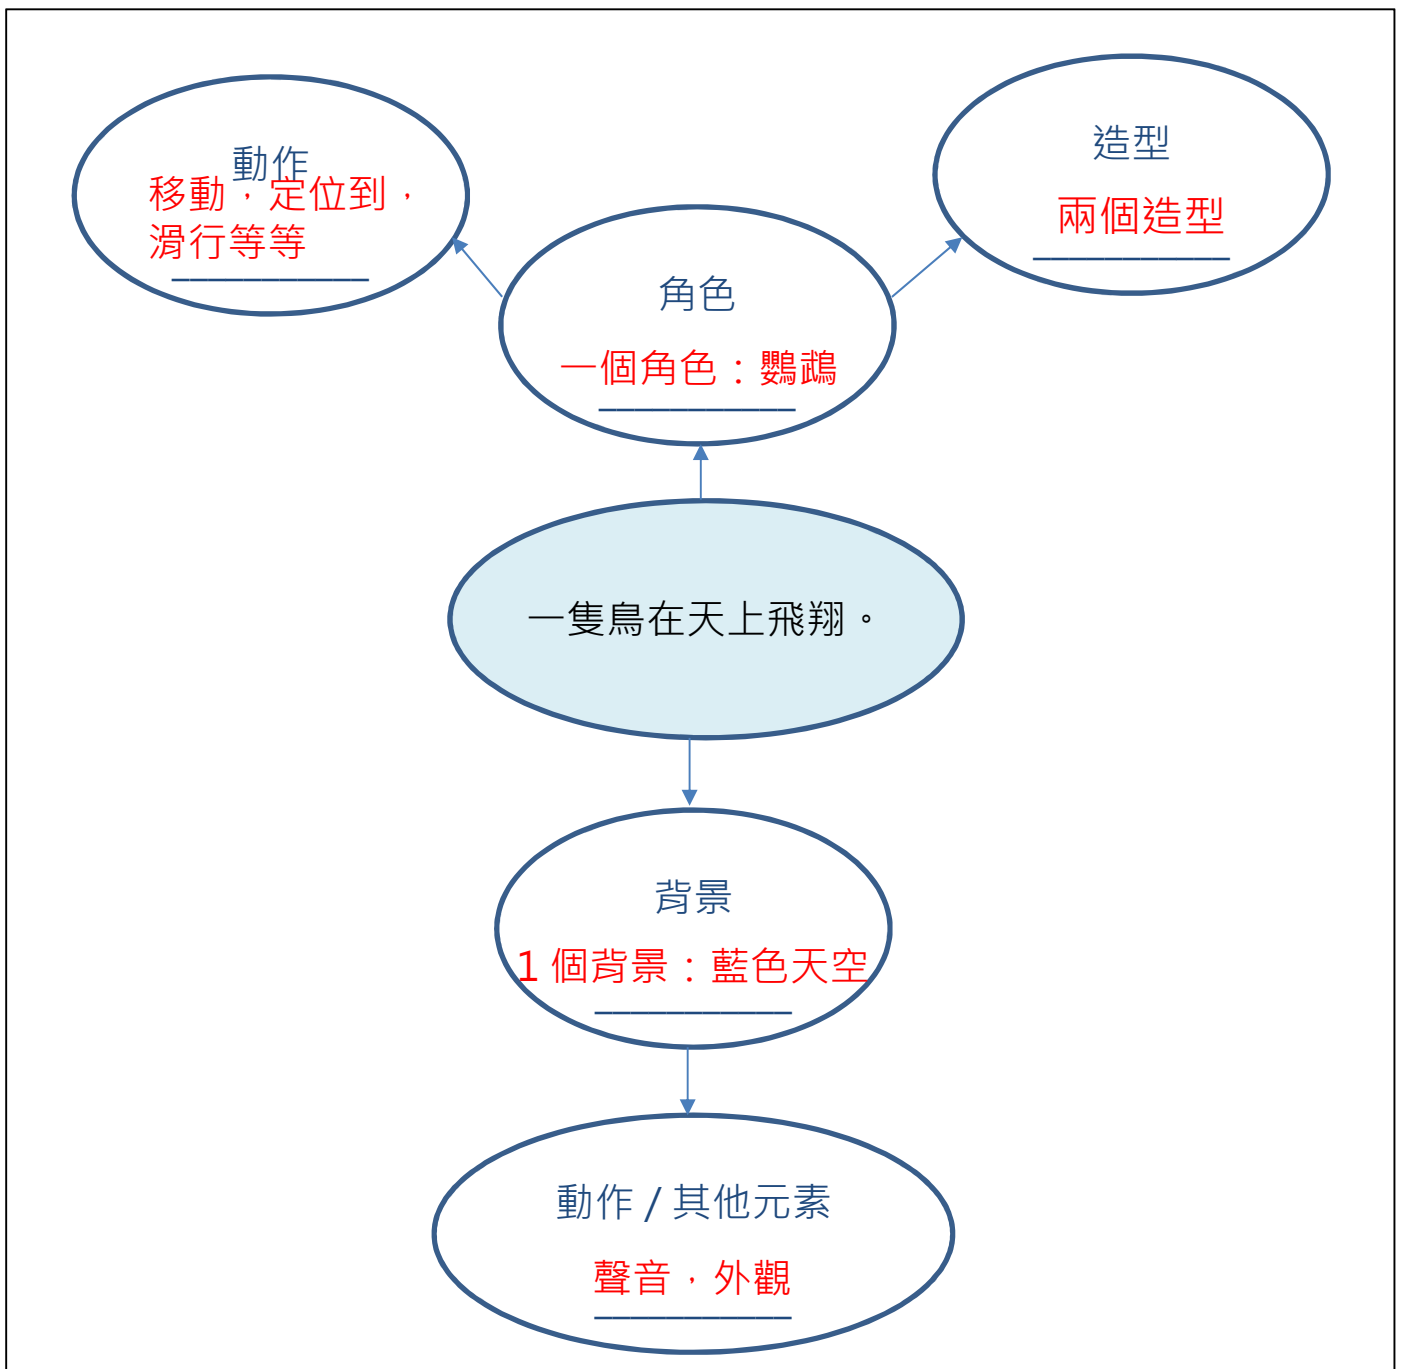 動作
移動，定位到，
滑行等等
造型
兩個造型
角色
一個角色：鸚鵡
一隻鳥在天上飛翔。
背景
1 個背景：藍色天空
動作 / 其他元素
聲音，外觀